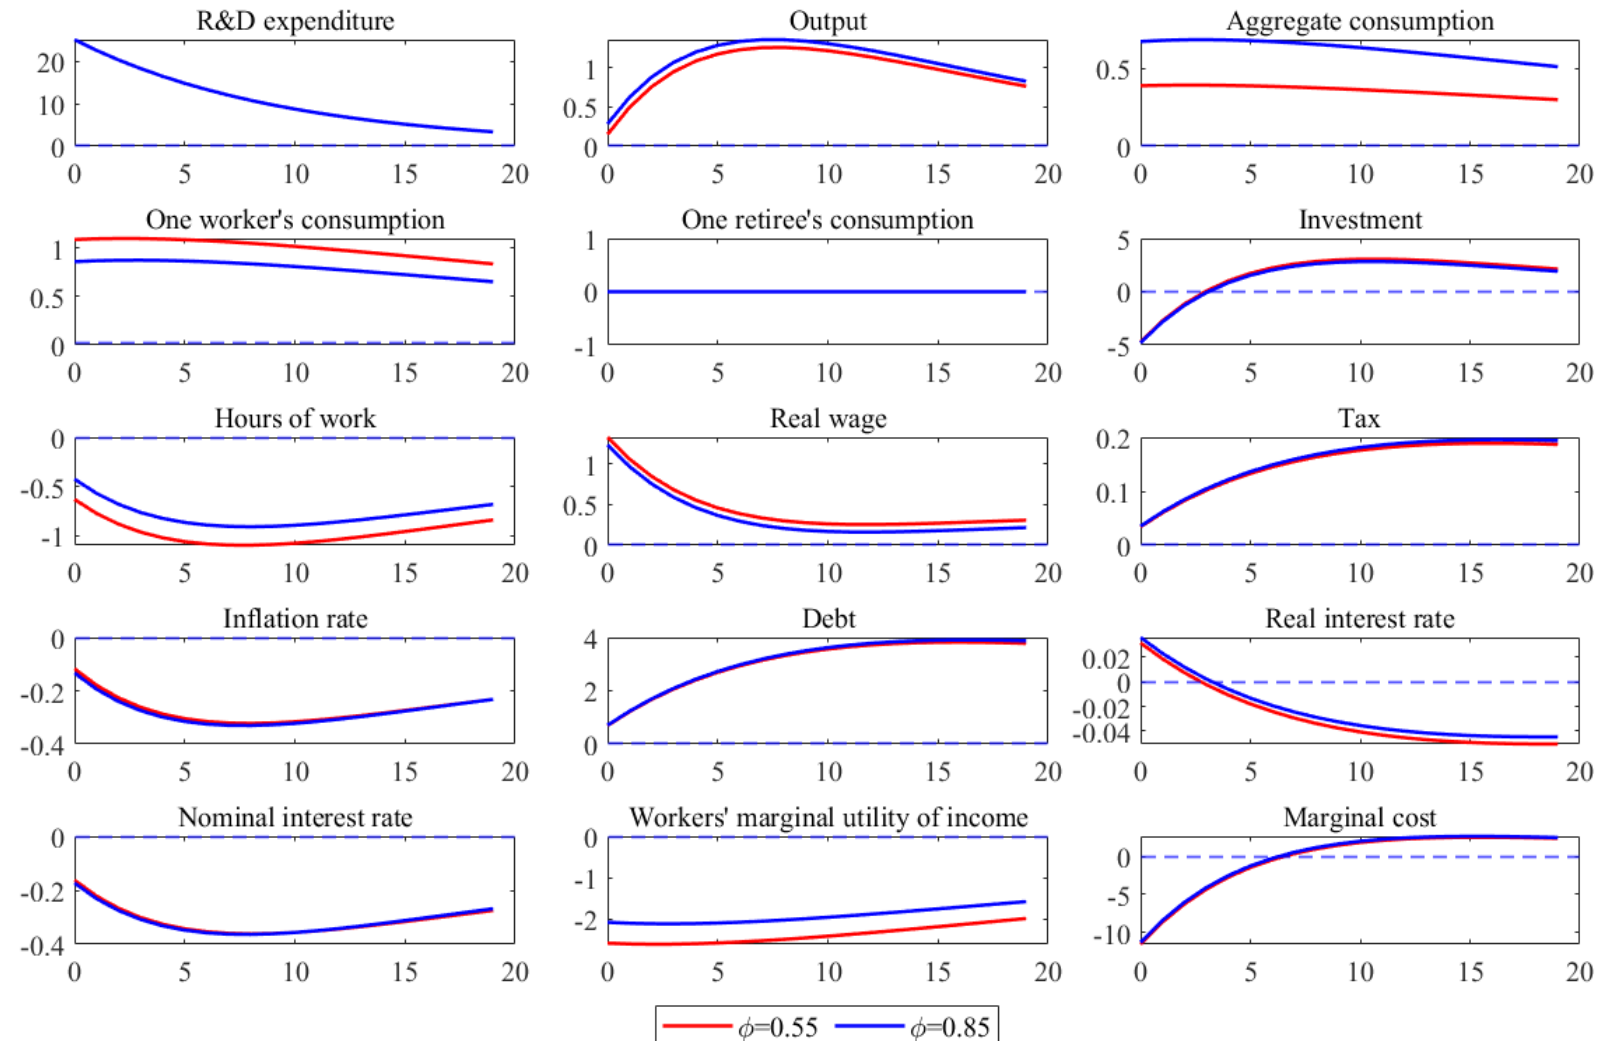 R&D expenditure Output Aggregate consumption
20
10
0
0 5 10 15 20
1
0.5
0
0 5 10 15 20
0.5
0
0 5 10 15 20
One worker's consumption One retiree's consumption Investment
1
0.5
0
0 5 10 15 20
1
0
-1
0 5 10 15 20
5
0
-5
0 5 10 15 20
Hours of work Real wage Tax
0
-0.5
-1
0 5 10 15 20
1
0.5
0
0 5 10 15 20
0.2
0.1
0
0 5 10 15 20
Inflation rate Debt Real interest rate
0
-0.2
-0.4
0 5 10 15 20
4
2
0
0 5 10 15 20
0.02
0
-0.02
-0.04
0 5 10 15 20
Nominal interest rate Workers' marginal utility of income Marginal cost
0
-0.2
-0.4
0 5 10 15 20
0
-1
-2
0 5 10 15 20
0
-5
-10
0 5 10 15 20
ϕ=0.55 ϕ=0.85